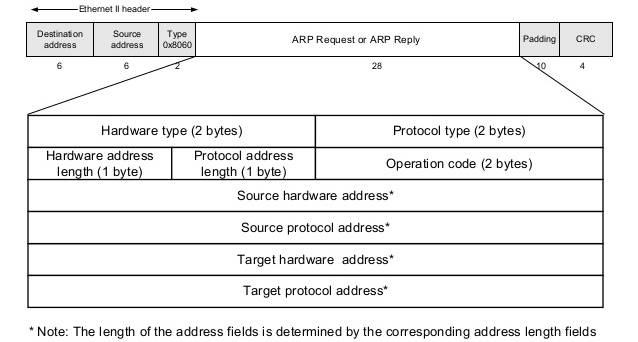 Ethernet II header
Destination address
Source address
Type 0x8060
ARP Request or ARP Reply
Padding
CRC
6
6
2
28
10
4
Hardware type (2 bytes)
Protocol type (2 bytes)
Hardware address length (1 byte)
Protocol address length (1 byte)
Operation code (2 bytes)
Source hardware address*
Source protocol address*
Target hardware address*
Target protocol address*
* Note: The length of the address fields is determined by the corresponding address length fields